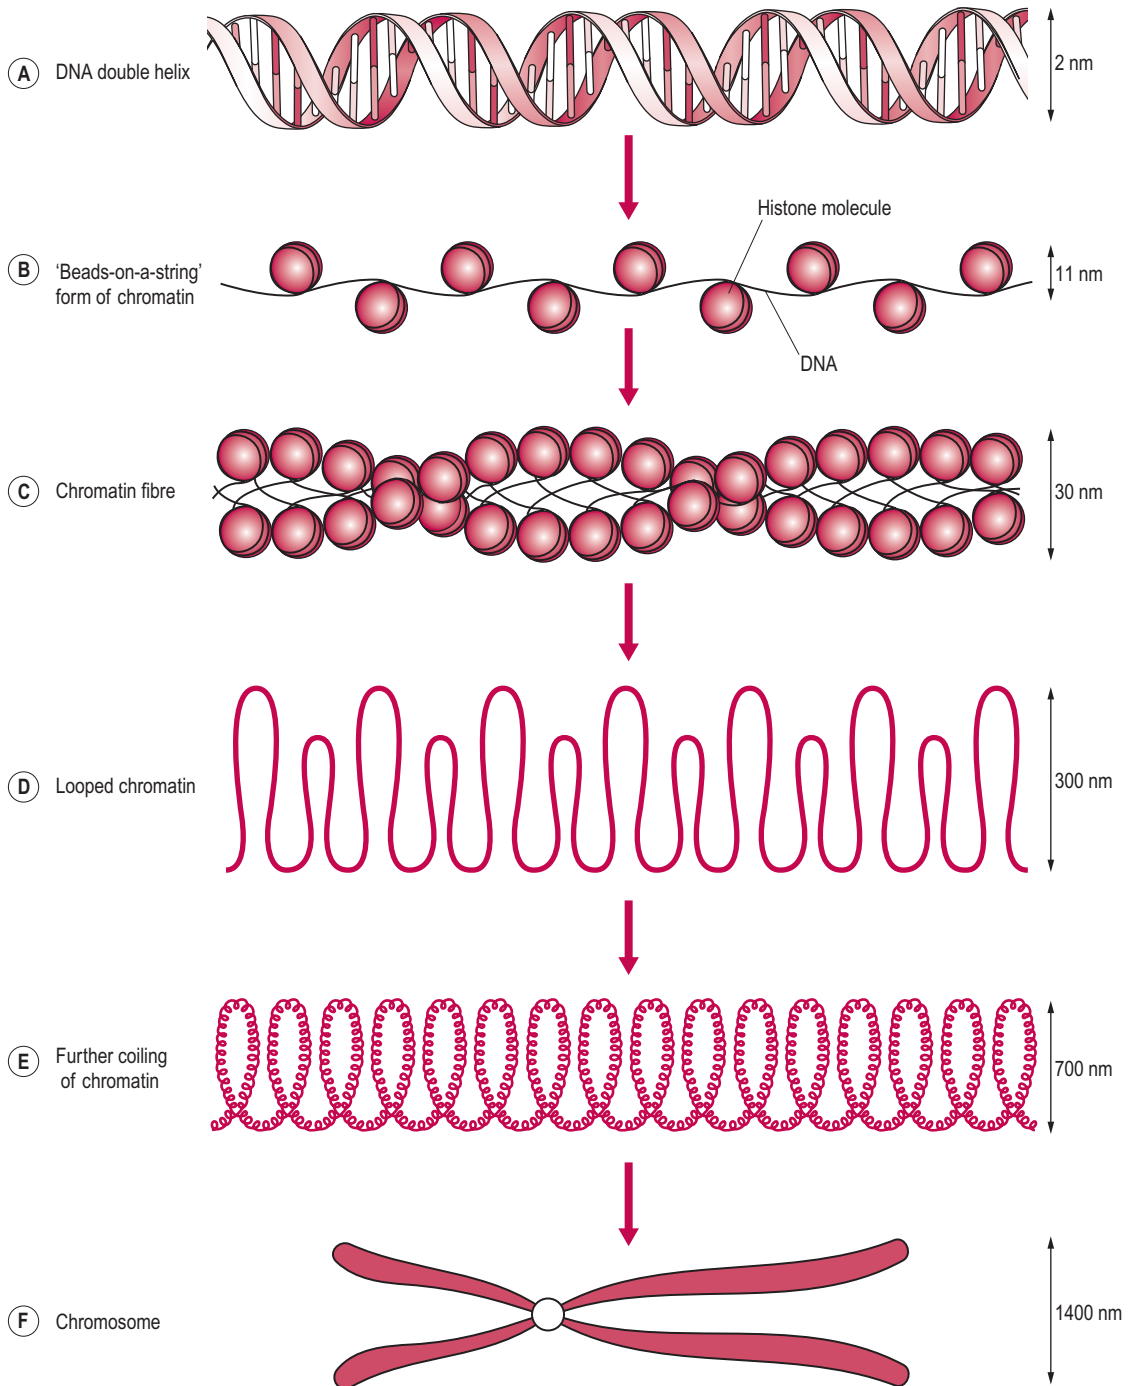 A DNA double helix
2 nm
Histone molecule
B 'Beads-on-a-string'
form of chromatin
11 nm
DNA
C Chromatin fibre
30 nm
D Looped chromatin
300 nm
E Further coiling
of chromatin
700 nm
F Chromosome
1400 nm